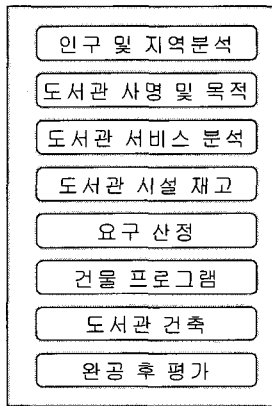 인구 및 지역분석
도서관 사명 및 목적
도서관 서비스 분석
도서관 시설 재고
요구 산정
건물 프로그램
도서관 건축
완공 후 평가